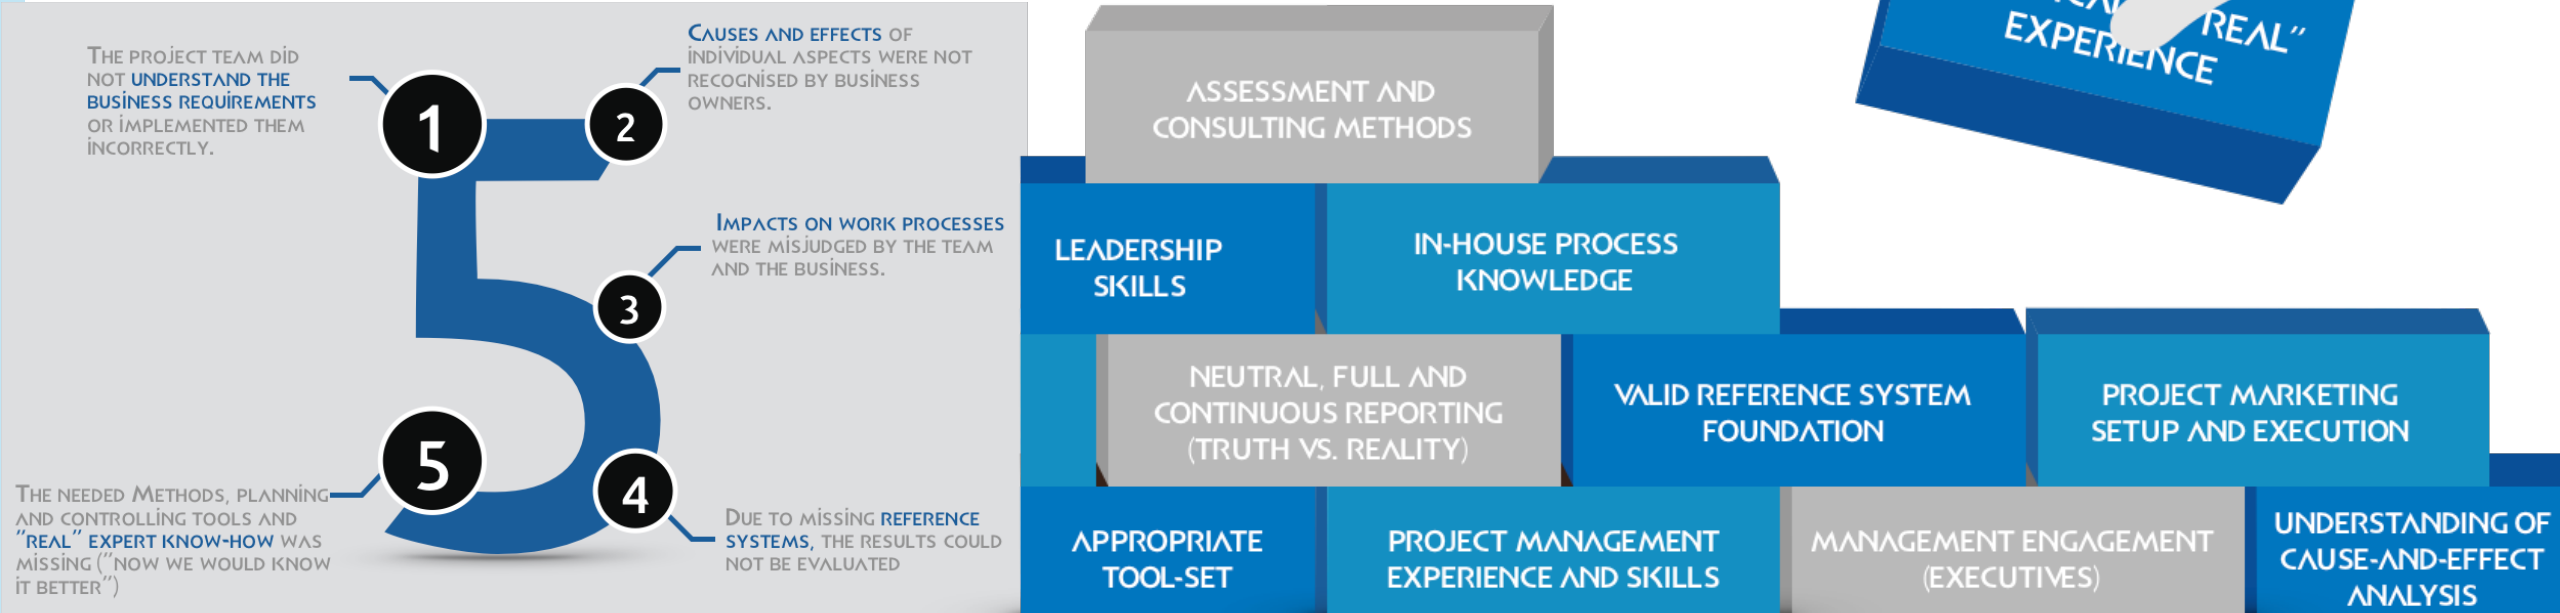 1
THE PROJECT TEAM DID
NOT UNDERSTAND THE
BUSINESS REQUIREMENTS
OR IMPLEMENTED THEM
INCORRECTLY.
2
CAUSES AND EFFECTS OF
INDIVIDUAL ASPECTS WERE NOT
RECOGNISED BY BUSINESS
OWNERS.
3
IMPACTS ON WORK PROCESSES
WERE MISJUDGED BY THE TEAM
AND THE BUSINESS.
4
DUE TO MISSING REFERENCE
SYSTEMS, THE RESULTS COULD
NOT BE EVALUATED
5
THE NEEDED METHODS, PLANNING
AND CONTROLLING TOOLS AND
"REAL" EXPERT KNOW-HOW WAS
MISSING ("NOW WE WOULD KNOW
IT BETTER")
REAL"
EXPERIENCE
ASSESSMENT AND
CONSULTING METHODS
LEADERSHIP
SKILLS
IN-HOUSE PROCESS
KNOWLEDGE
NEUTRAL, FULL AND
CONTINUOUS REPORTING
(TRUTH VS. REALITY)
VALID REFERENCE SYSTEM
FOUNDATION
PROJECT MARKETING
SETUP AND EXECUTION
APPROPRIATE
TOOL-SET
PROJECT MANAGEMENT
EXPERIENCE AND SKILLS
MANAGEMENT ENGAGEMENT
(EXECUTIVES)
UNDERSTANDING OF
CAUSE-AND-EFFECT
ANALYSIS